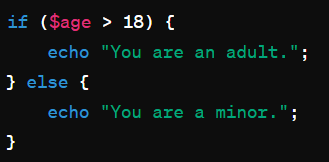 if ($age > 18) {
    echo "You are an adult.";
} else {
    echo "You are a minor.";
}